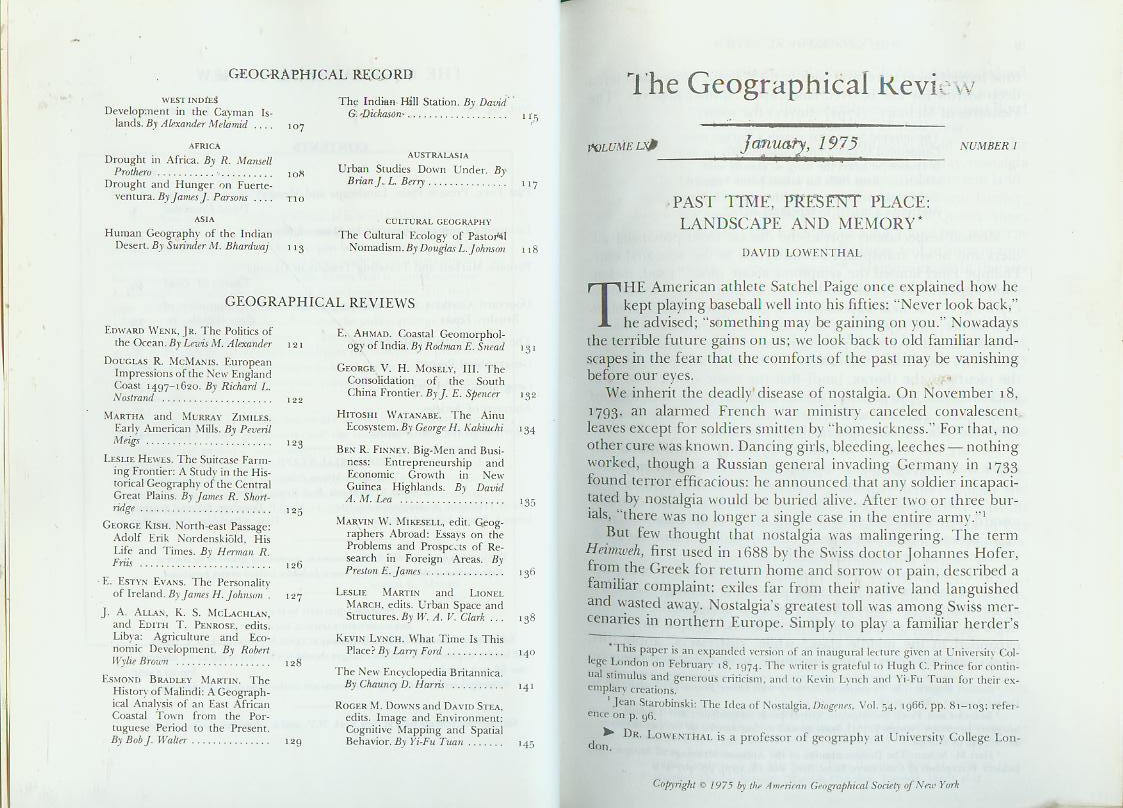 GEOGRAPHICAL RECORD
WEST INDIES
Development in the Cayman Is-
lands. By Alexander Melamid .... 107
AFRICA
Drought in Africa. By R. Mansell
Prothero .................... 108
Drought and Hunger on Fuerte-
ventura. By James J. Parsons .... 110
ASIA
Human Geography of the Indian
Desert. By Surinder M. Bhardwaj 113
The Indian Hill Station. By David
G. Dickason .................. 115
AUSTRALASIA
Urban Studies Down Under. By
Brian J. L. Berry .............. 117
CULTURAL GEOGRAPHY
The Cultural Ecology of Pastoral
Nomadism. By Douglas L. Johnson 118
GEOGRAPHICAL REVIEWS
EDWARD WENK, JR. The Politics of
the Ocean. By Lewis M. Alexander 121
DOUGLAS R. MCMANIS. European
Impressions of the New England
Coast 1497–1620. By Richard L.
Nostrand .................. 122
MARTHA and MURRAY ZIMILES.
Early American Mills. By Peveril
Meigs ...................... 123
LESLIE HEWES. The Suitcase Farm-
ing Frontier: A Study in the His-
torical Geography of the Central
Great Plains. By James R. Short-
ridge ....................... 125
GEORGE KISH. North-east Passage:
Adolf Erik Nordenskiöld, His
Life and Times. By Herman R.
Friis ....................... 126
E. ESTYN EVANS. The Personality
of Ireland. By James H. Johnson . 127
J. A. ALLAN, K. S. MCLACHLAN,
and EDITH T. PENROSE, edits.
Libya: Agriculture and Eco-
nomic Development. By Robert
Wylie Brown ................. 128
ESMOND BRADLEY MARTIN. The
History of Malindi: A Geograph-
ical Analysis of an East African
Coastal Town from the Por-
tuguese Period to the Present.
By Bob J. Walter .............. 129
E. AHMAD. Coastal Geomorphol-
ogy of India. By Rodman E. Snead 131
GEORGE V. H. MOSELY, III. The
Consolidation of the South
China Frontier. By J. E. Spencer 132
HITOSHI WATANABE. The Ainu
Ecosystem. By George H. Kakiuchi 134
BEN R. FINNEY. Big-Men and Busi-
ness: Entrepreneurship and
Economic Growth in New
Guinea Highlands. By David
A. M. Lea ................... 135
MARVIN W. MIKESELL, edit. Geog-
raphers Abroad: Essays on the
Problems and Prospects of Re-
search in Foreign Areas. By
Preston E. James .............. 136
LESLIE MARTIN and LIONEL
MARCH, edits. Urban Space and
Structures. By W. A. V. Clark ... 138
KEVIN LYNCH. What Time Is This
Place? By Larry Ford .......... 140
The New Encyclopedia Britannica.
By Chauncy D. Harris ......... 141
ROGER M. DOWNS and DAVID STEA,
edits. Image and Environment:
Cognitive Mapping and Spatial
Behavior. By Yi-Fu Tuan ....... 145
The Geographical Review
VOLUME LXV January, 1975 NUMBER 1
PAST TIME, PRESENT PLACE:
LANDSCAPE AND MEMORY*
DAVID LOWENTHAL
THE American athlete Satchel Paige once explained how he
kept playing baseball well into his fifties: “Never look back,”
he advised; “something may be gaining on you.” Nowadays
the terrible future gains on us; we look back to old familiar land-
scapes in the fear that the comforts of the past may be vanishing
before our eyes.
We inherit the deadly disease of nostalgia. On November 18,
1793, an alarmed French war ministry canceled convalescent
leaves except for soldiers smitten by “homesickness.” For that, no
other cure was known. Dancing girls, bleeding, leeches — nothing
worked, though a Russian general invading Germany in 1733
found terror efficacious: he announced that any soldier incapaci-
tated by nostalgia would be buried alive. After two or three bur-
ials, “there was no longer a single case in the entire army.”1
But few thought that nostalgia was malingering. The term
Heimweh, first used in 1688 by the Swiss doctor Johannes Hofer,
from the Greek for return home and sorrow or pain, described a
familiar complaint: exiles far from their native land languished
and wasted away. Nostalgia's greatest toll was among Swiss mer-
cenaries in northern Europe. Simply to play a familiar herder's
* This paper is an expanded version of an inaugural lecture given at University Col-
lege London on February 18, 1974. The writer is grateful to Hugh C. Prince for contin-
ual stimulus and generous criticism, and to Kevin Lynch and Yi-Fu Tuan for their ex-
emplary creations.
1 Jean Starobinski: The Idea of Nostalgia, Diogenes, Vol. 54, 1966, pp. 81–103; refer-
ence on p. 96.
➤ DR. LOWENTHAL is a professor of geography at University College Lon-
don.
Copyright © 1975 by the American Geographical Society of New York